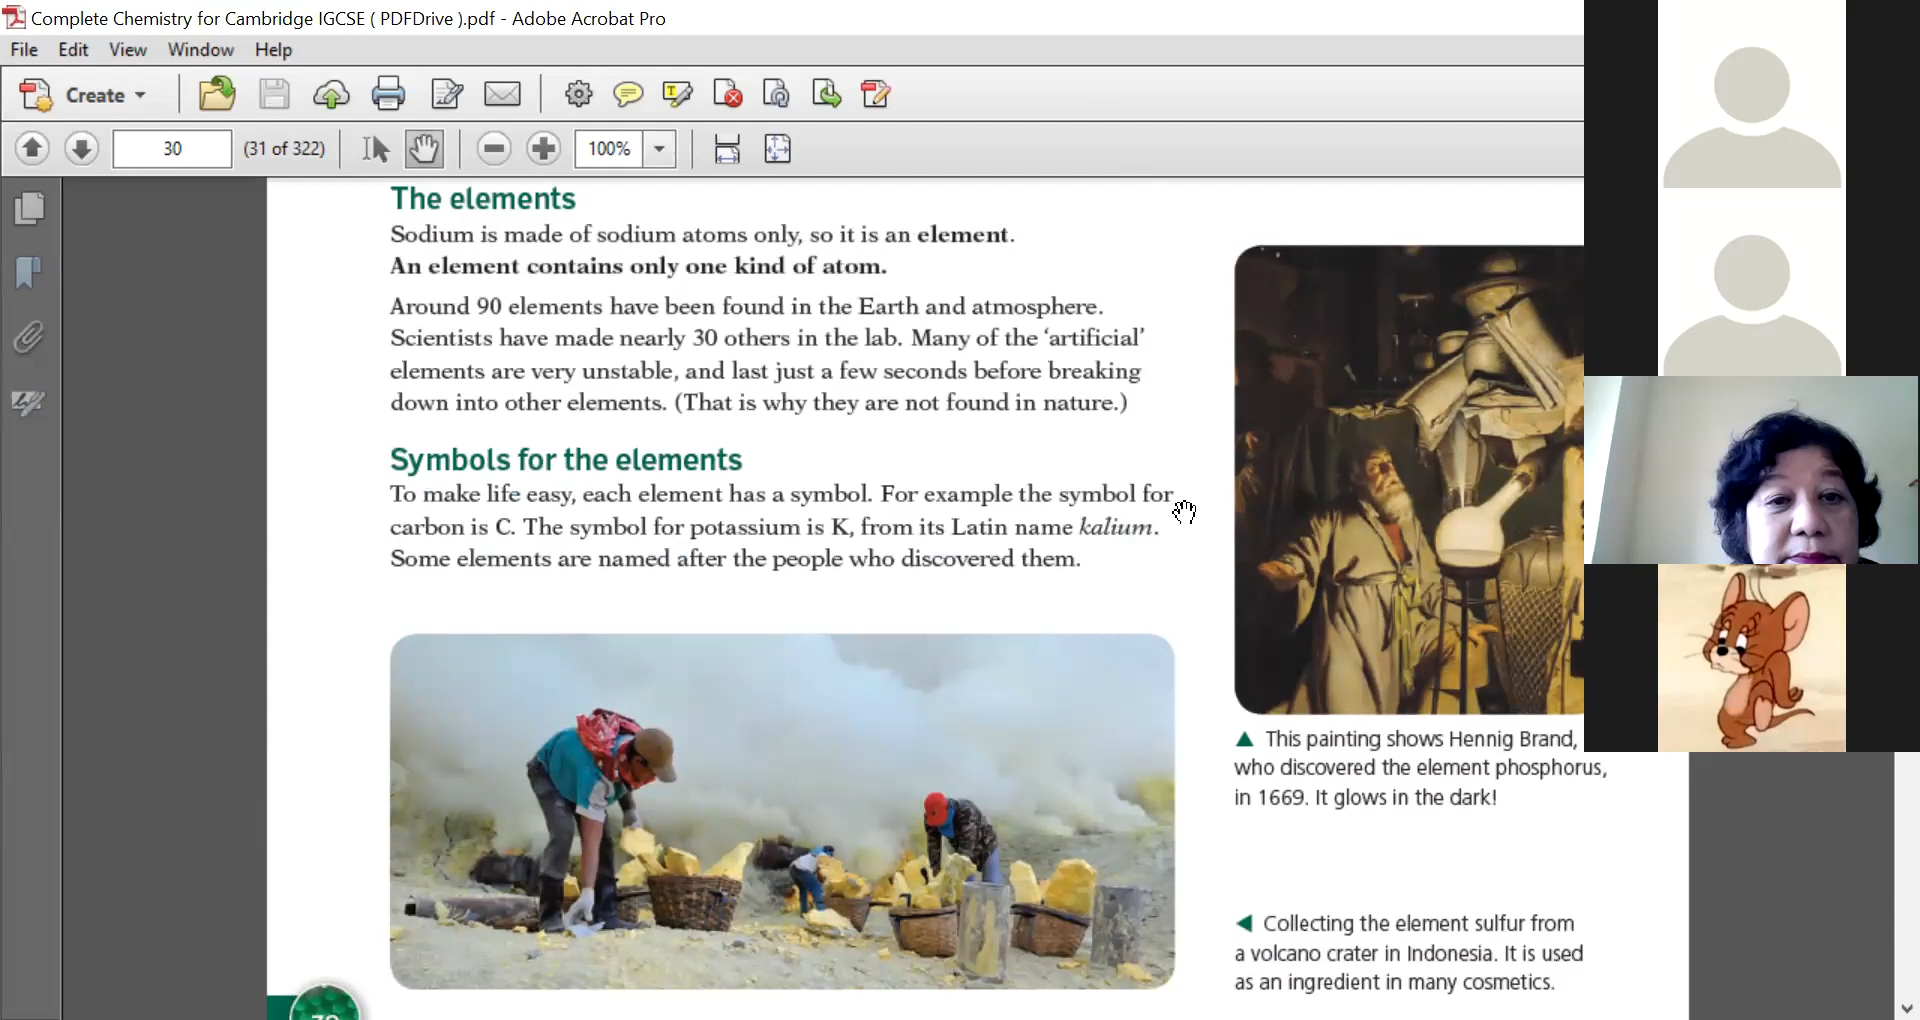 Complete Chemistry for Cambridge IGCSE ( PDFDrive ).pdf - Adobe Acrobat Pro
File Edit View Window Help
Create
30 (31 of 322) 100%
The elements
Sodium is made of sodium atoms only, so it is an element.
An element contains only one kind of atom.
Around 90 elements have been found in the Earth and atmosphere.
Scientists have made nearly 30 others in the lab. Many of the ‘artificial’
elements are very unstable, and last just a few seconds before breaking
down into other elements. (That is why they are not found in nature.)
Symbols for the elements
To make life easy, each element has a symbol. For example the symbol for
carbon is C. The symbol for potassium is K, from its Latin name kalium.
Some elements are named after the people who discovered them.
▲ This painting shows Hennig Brand,
who discovered the element phosphorus,
in 1669. It glows in the dark!
◀ Collecting the element sulfur from
a volcano crater in Indonesia. It is used
as an ingredient in many cosmetics.